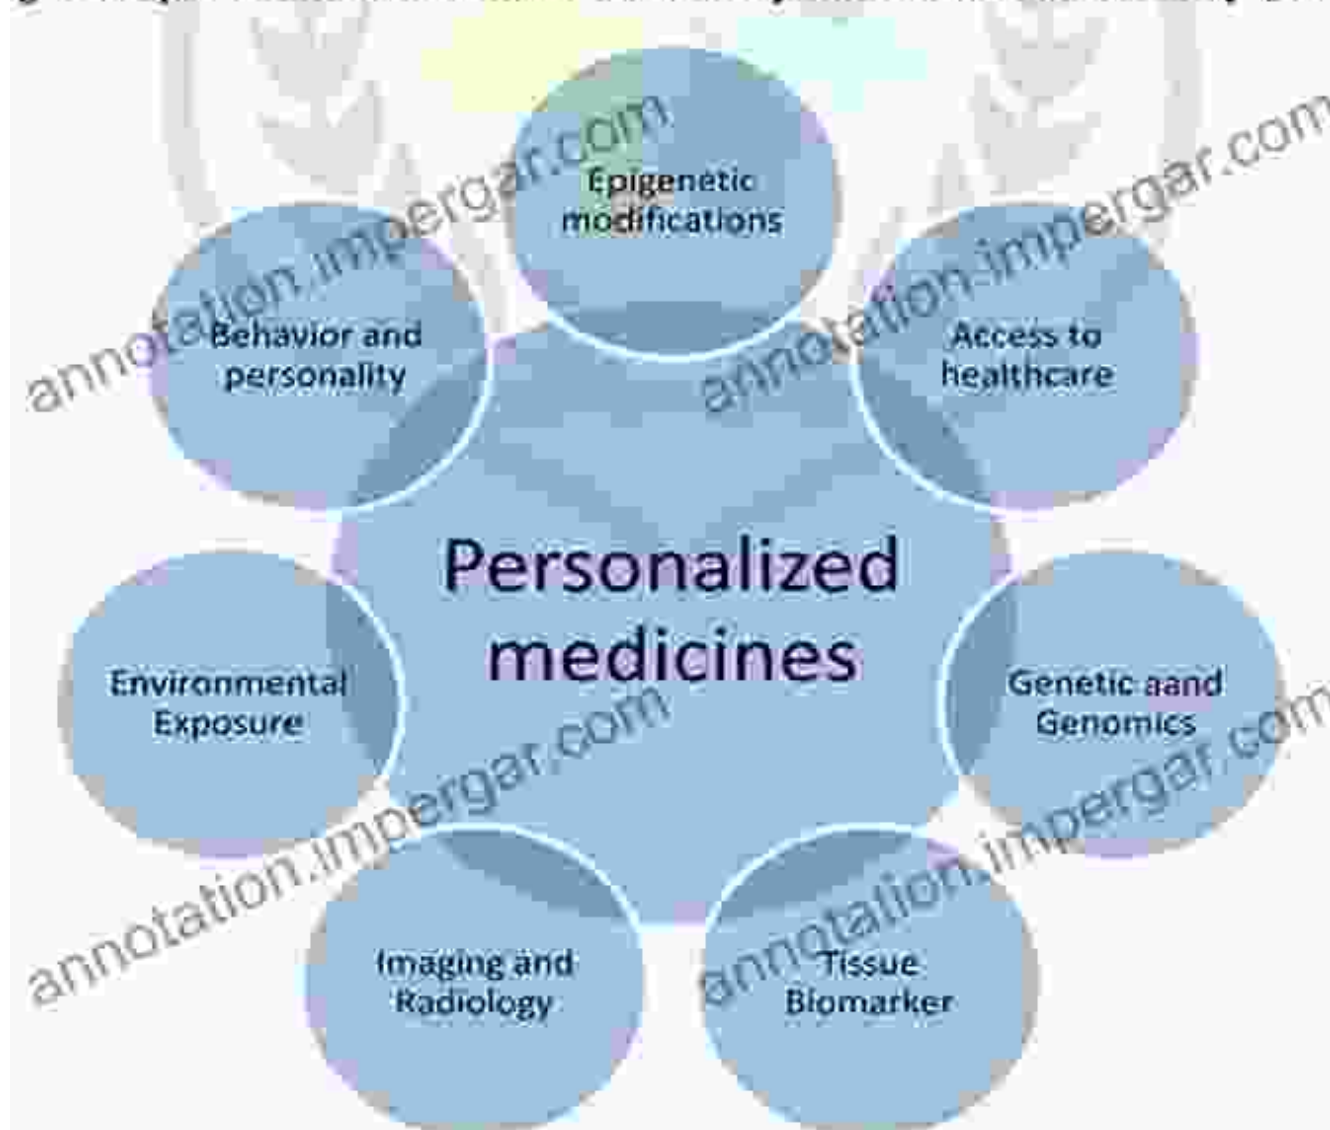 Epigenetic
modifications
Behavior and
personality
Access to
healthcare
Personalized
medicines
Environmental
Exposure
Genetic aand
Genomics
Imaging and
Radiology
Tissue
Biomarker
annotation.impergar.com
annotation.impergar.com
annotation.impergar.com
annotation.impergar.com